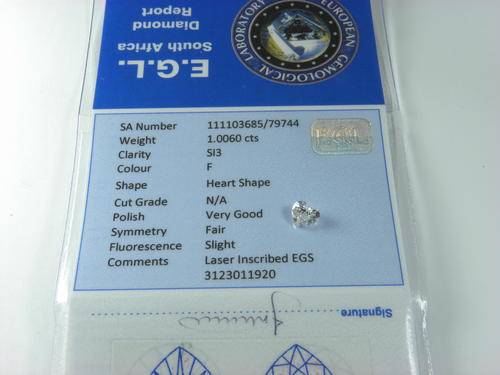 E.G.L.
South Africa
Diamond
Report
EUROPEAN GEMOLOGICAL LABORATORY
SA Number 111103685/79744
Weight 1.0060 cts
Clarity SI3
Colour F
Shape Heart Shape
Cut Grade N/A
Polish Very Good
Symmetry Fair
Fluorescence Slight
Comments Laser Inscribed EGS
3123011920
Signature